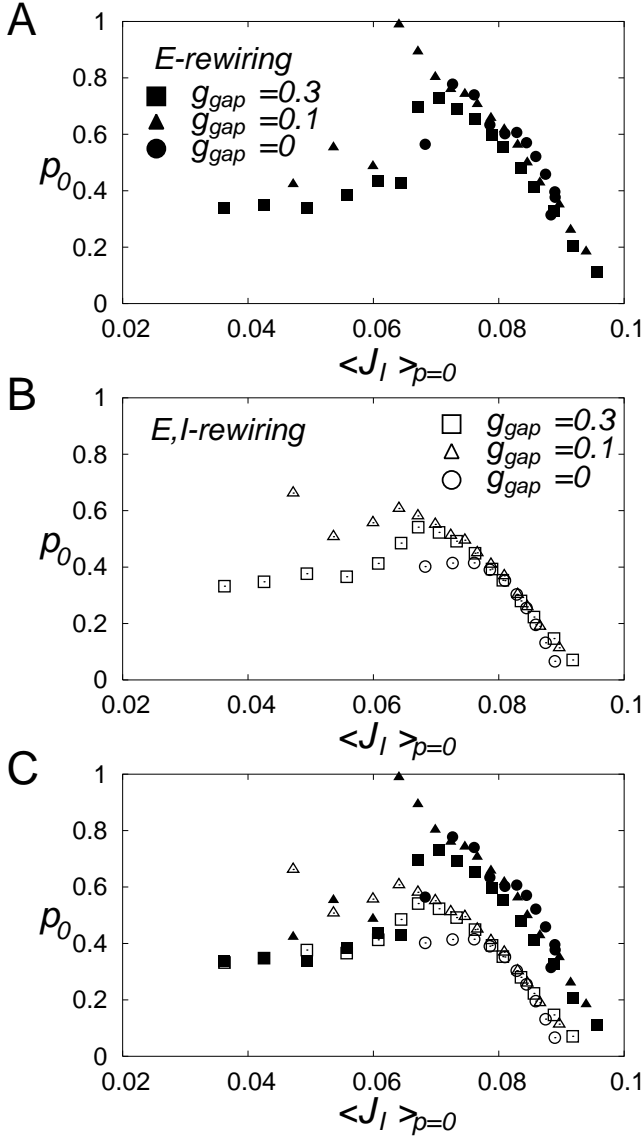 A
1
E-rewiring
g_gap =0.3
0.8
g_gap =0.1
0.6
g_gap =0
p_0
0.4
0.2
0
0.02 0.04 0.06 0.08 0.1
<J_I>_p=0
B
1
E,I-rewiring
g_gap =0.3
0.8
g_gap =0.1
0.6
g_gap =0
p_0
0.4
0.2
0
0.02 0.04 0.06 0.08 0.1
<J_I>_p=0
C
1
0.8
0.6
p_0
0.4
0.2
0
0.02 0.04 0.06 0.08 0.1
<J_I>_p=0